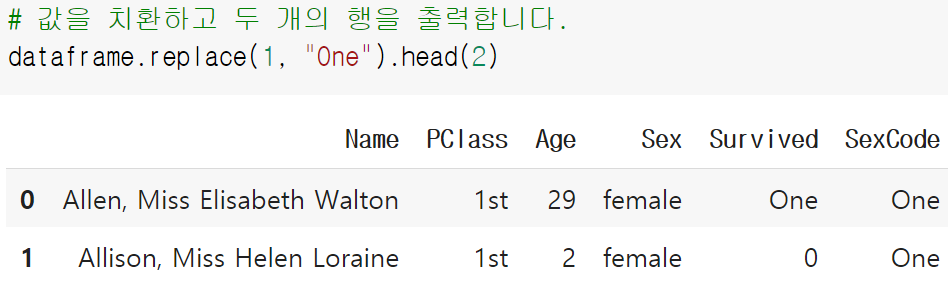 # 값을 치환하고 두 개의 행을 출력합니다.
dataframe.replace(1, "One").head(2)
Name PClass Age Sex Survived SexCode
0 Allen, Miss Elisabeth Walton 1st 29 female One One
1 Allison, Miss Helen Loraine 1st 2 female 0 One